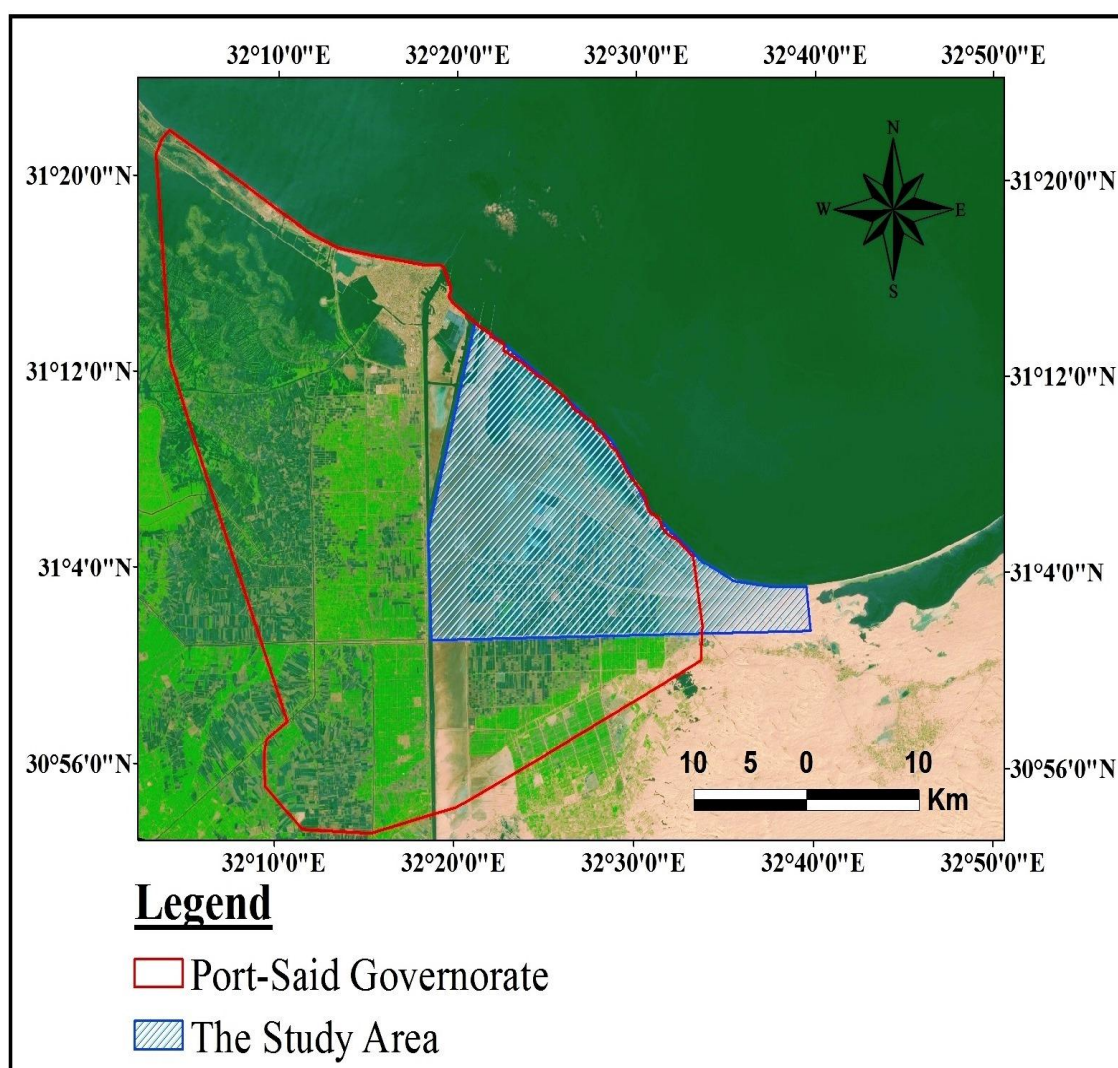 32°10'0"E 32°20'0"E 32°30'0"E 32°40'0"E 32°50'0"E
N
W E
S
31°20'0"N 31°20'0"N
31°12'0"N 31°12'0"N
31°4'0"N 31°4'0"N
30°56'0"N 30°56'0"N
10 5 0 10
Km
32°10'0"E 32°20'0"E 32°30'0"E 32°40'0"E 32°50'0"E
Legend
Port-Said Governorate
The Study Area